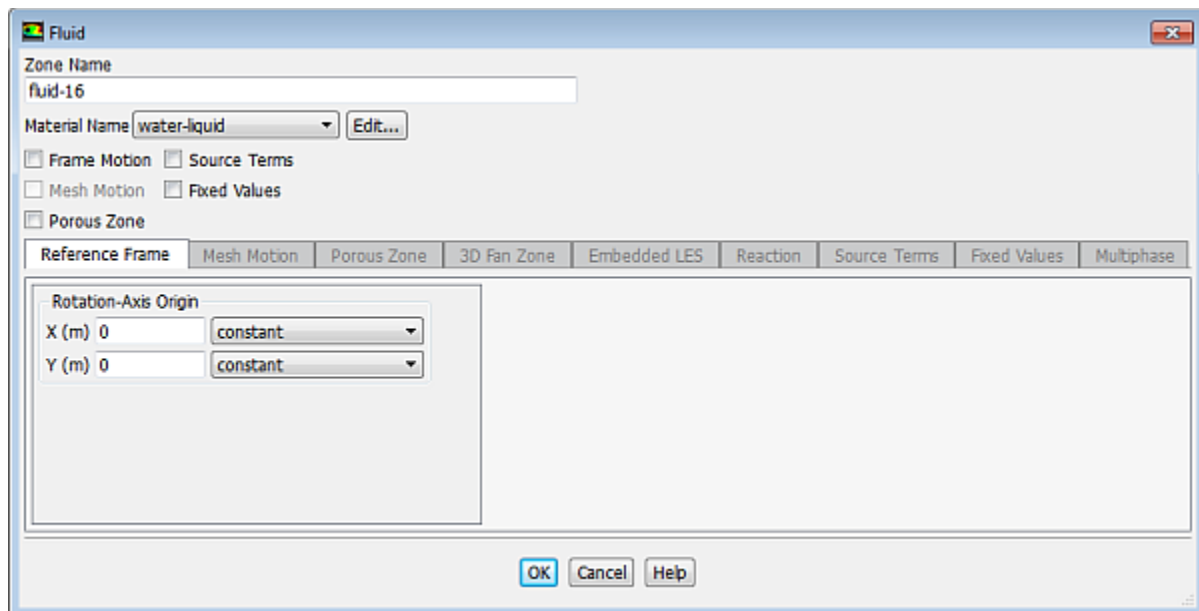 Fluid
Zone Name
fluid-16
Material Name water-liquid Edit...
Frame Motion Source Terms
Mesh Motion Fixed Values
Porous Zone
Reference Frame Mesh Motion Porous Zone 3D Fan Zone Embedded LES Reaction Source Terms Fixed Values Multiphase
Rotation-Axis Origin
X (m) 0 constant
Y (m) 0 constant
OK Cancel Help